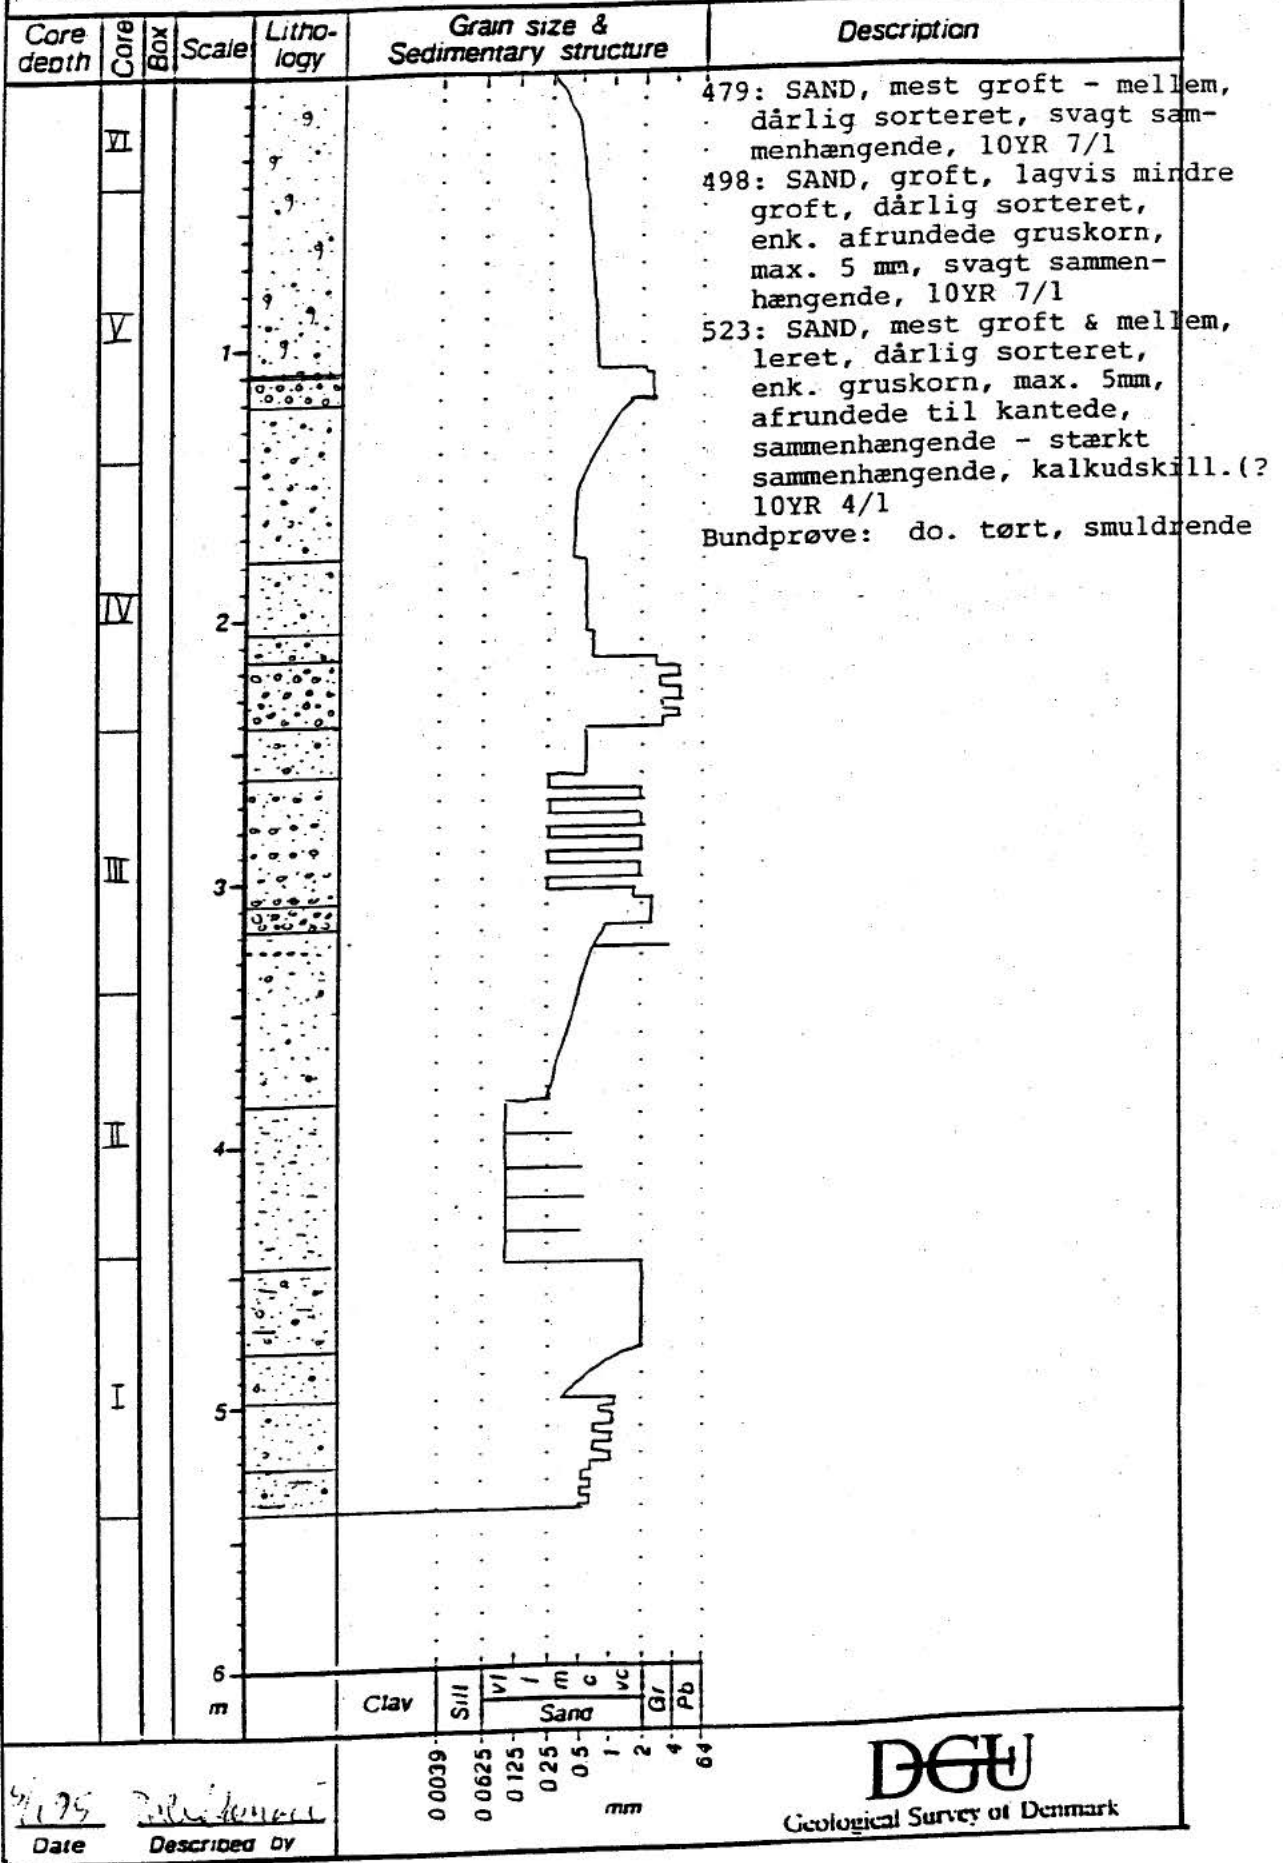 Core depth
Core
Box
Scale
Litho-logy
Grain size &
Sedimentary structure
Description
479: SAND, mest groft - mellem,
dårlig sorteret, svagt sam-
menhængende, 10YR 7/1
498: SAND, groft, lagvis mindre
groft, dårlig sorteret,
enk. afrundede gruskorn,
max. 5 mm, svagt sammen-
hængende, 10YR 7/1
523: SAND, mest groft & mellem,
leret, dårlig sorteret,
enk. gruskorn, max. 5mm,
afrundede til kantede,
sammenhængende - stærkt
sammenhængende, kalkudskill.(?
10YR 4/1
Bundprøve: do. tørt, smuldrende
VI
V
1
IV
2
III
3
II
4
I
5
6
m
Clay
Silt
vf f m c vc
Sand
Gr
Pb
0 0039
0 0625
0 125
0 25
0.5
1
2
4
64
mm
Date
Described by
DGU
Geological Survey of Denmark